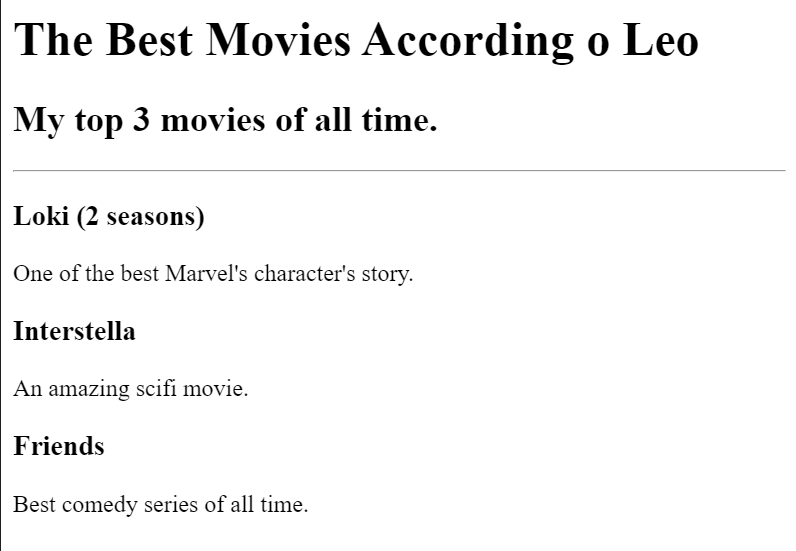 The Best Movies According o Leo
My top 3 movies of all time.
Loki (2 seasons)
One of the best Marvel's character's story.
Interstella
An amazing scifi movie.
Friends
Best comedy series of all time.